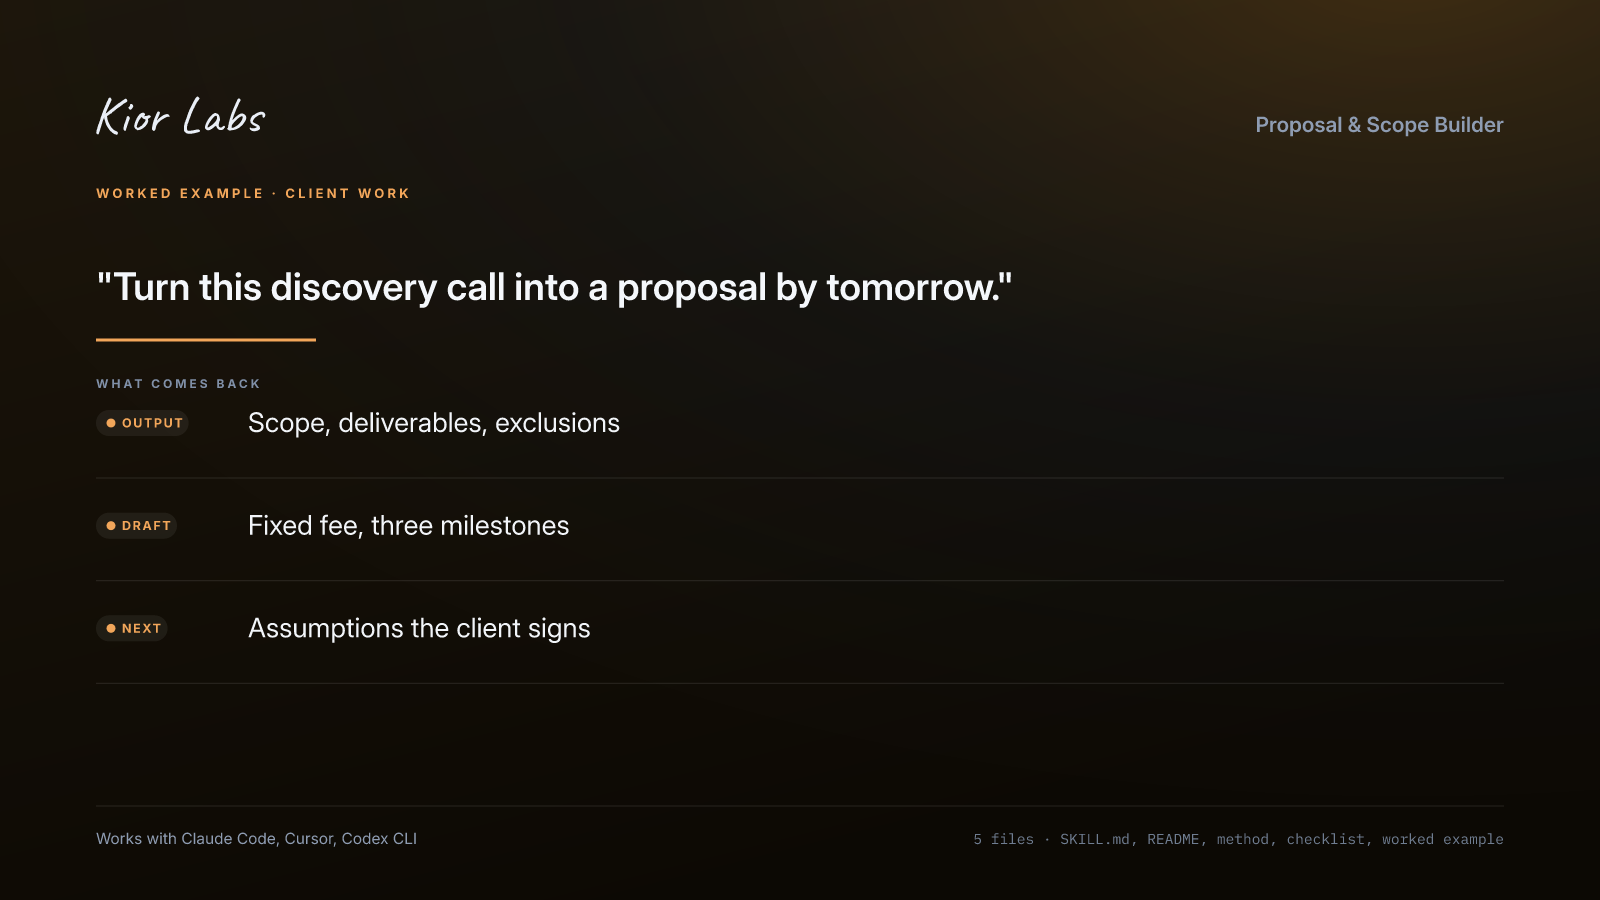 Kior Labs
Proposal & Scope Builder
WORKED EXAMPLE · CLIENT WORK
"Turn this discovery call into a proposal by tomorrow."
WHAT COMES BACK
OUTPUT Scope, deliverables, exclusions
DRAFT Fixed fee, three milestones
NEXT Assumptions the client signs
Works with Claude Code, Cursor, Codex CLI
5 files · SKILL.md, README, method, checklist, worked example